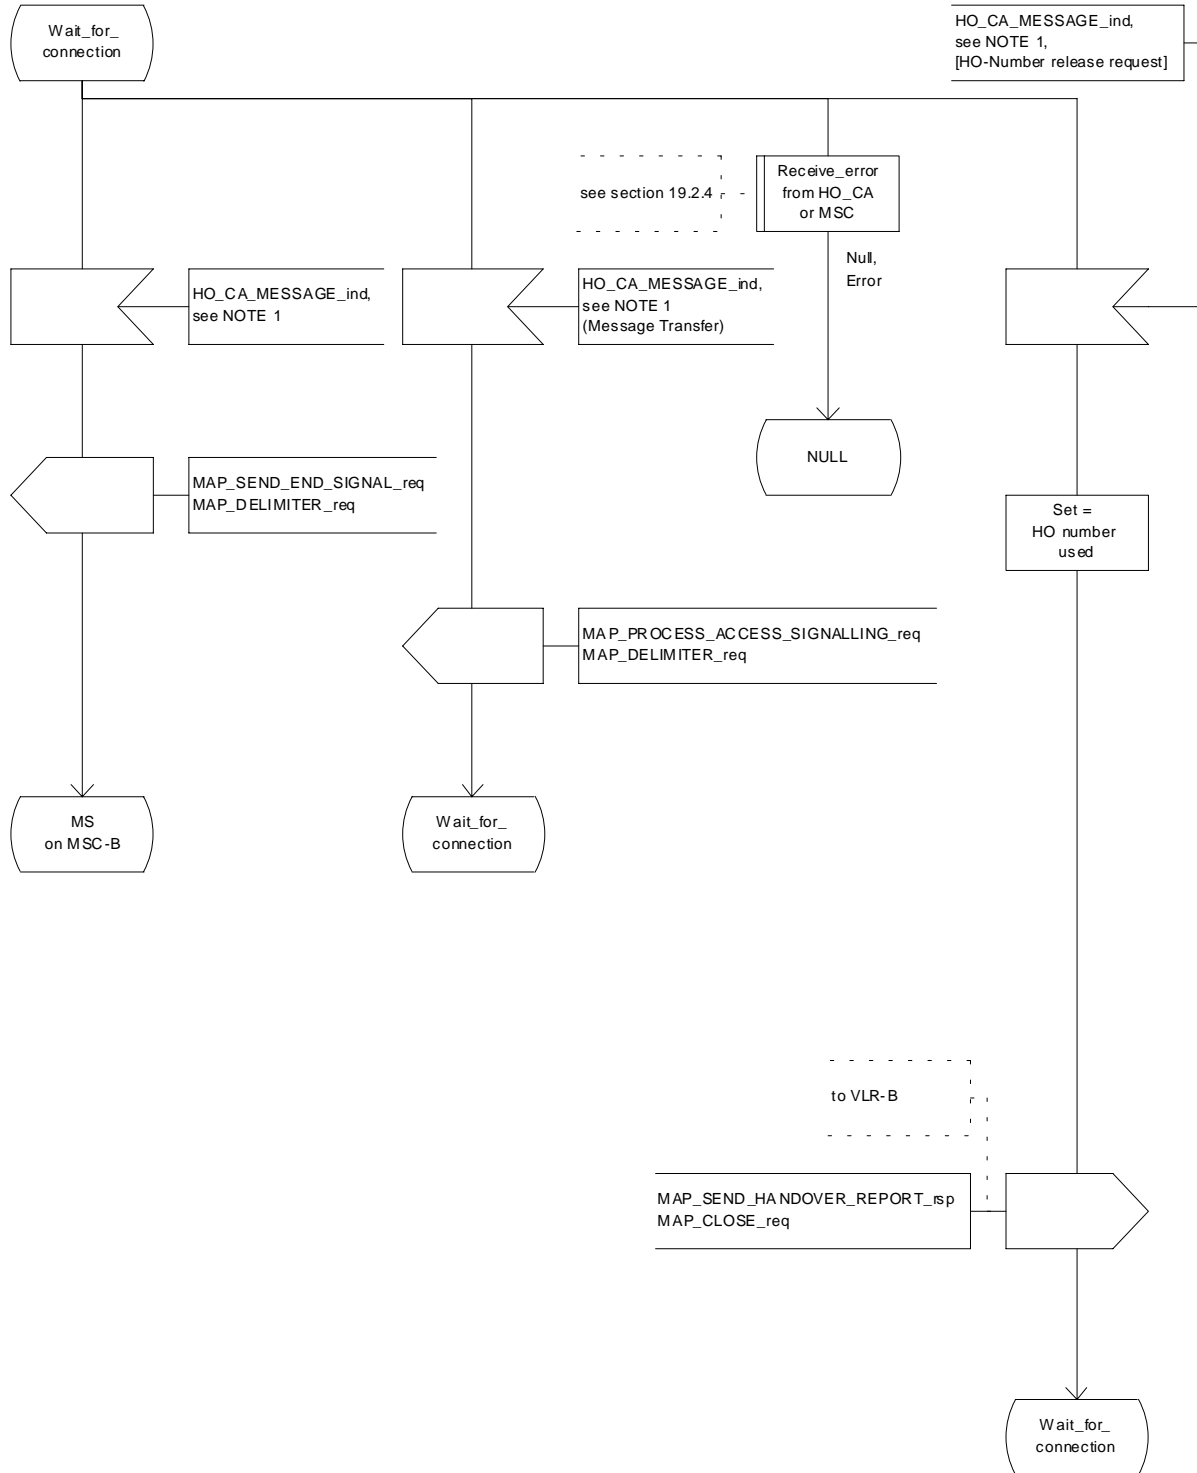 Wait_for_
connection
HO_CA_MESSAGE_ind,
see NOTE 1,
[HO-Number release request]
see section 19.2.4
Receive_error
from HO_CA
or MSC
Null,
Error
HO_CA_MESSAGE_ind,
see NOTE 1
HO_CA_MESSAGE_ind,
see NOTE 1
(Message Transfer)
NULL
MAP_SEND_END_SIGNAL_req
MAP_DELIMITER_req
Set =
HO number
used
MAP_PROCESS_ACCESS_SIGNALLING_req
MAP_DELIMITER_req
MS
on MSC-B
Wait_for_
connection
to VLR-B
MAP_SEND_HANDOVER_REPORT_rsp
MAP_CLOSE_req
Wait_for_
connection